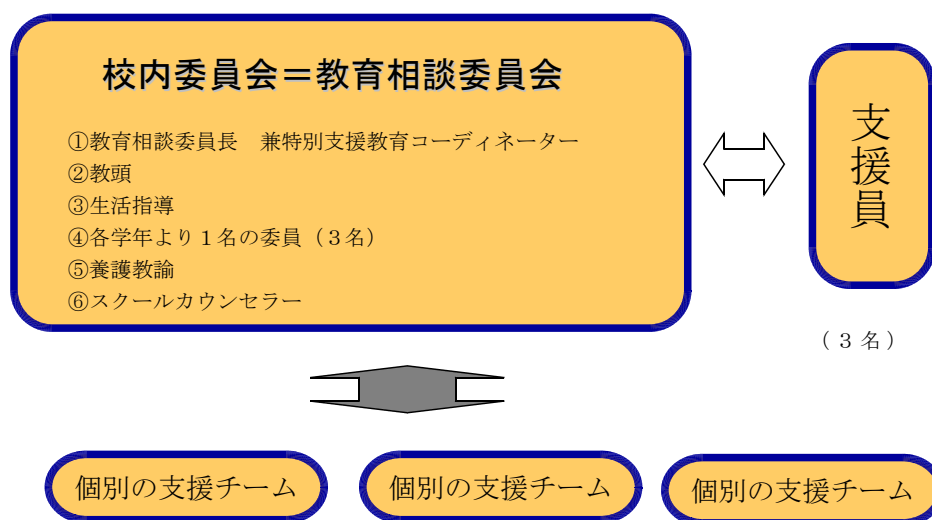 校内委員会＝教育相談委員会
①教育相談委員長　兼特別支援教育コーディネーター
②教頭
③生活指導
④各学年より１名の委員（３名）
⑤養護教諭
⑥スクールカウンセラー
支援員
（３名）
個別の支援チーム
個別の支援チーム
個別の支援チーム